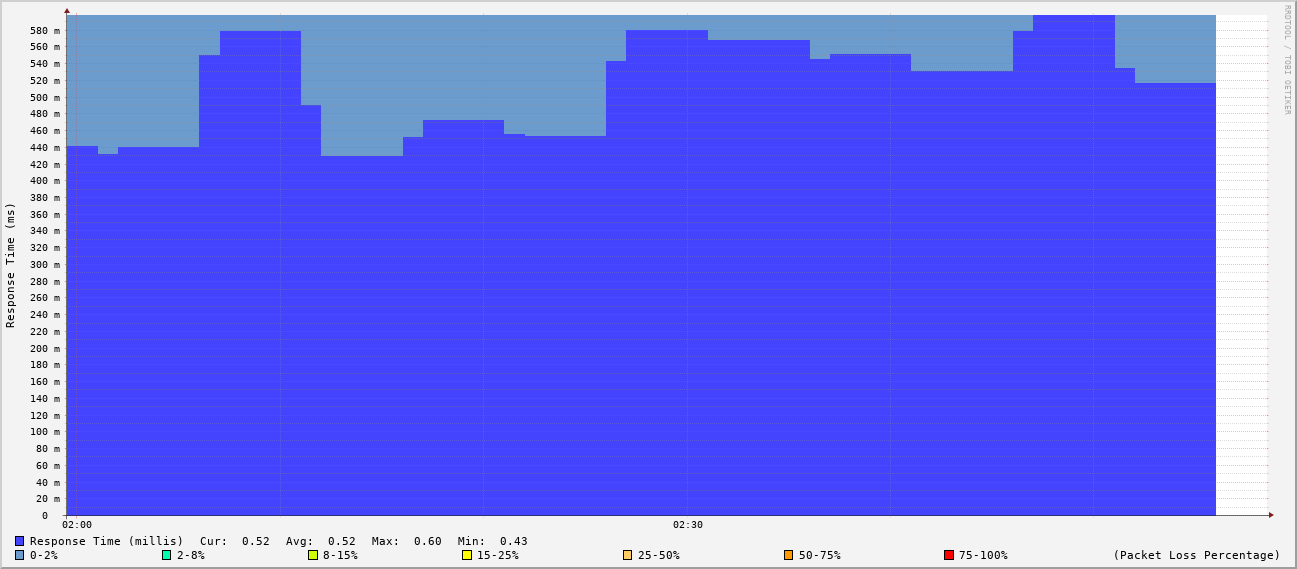 RRDTOOL / TOBI OETIKER
Response Time (ms)
580 m
560 m
540 m
520 m
500 m
480 m
460 m
440 m
420 m
400 m
380 m
360 m
340 m
320 m
300 m
280 m
260 m
240 m
220 m
200 m
180 m
160 m
140 m
120 m
100 m
80 m
60 m
40 m
20 m
0
02:00 02:30
Response Time (millis) Cur: 0.52 Avg: 0.52 Max: 0.60 Min: 0.43
0-2% 2-8% 8-15% 15-25% 25-50% 50-75% 75-100% (Packet Loss Percentage)